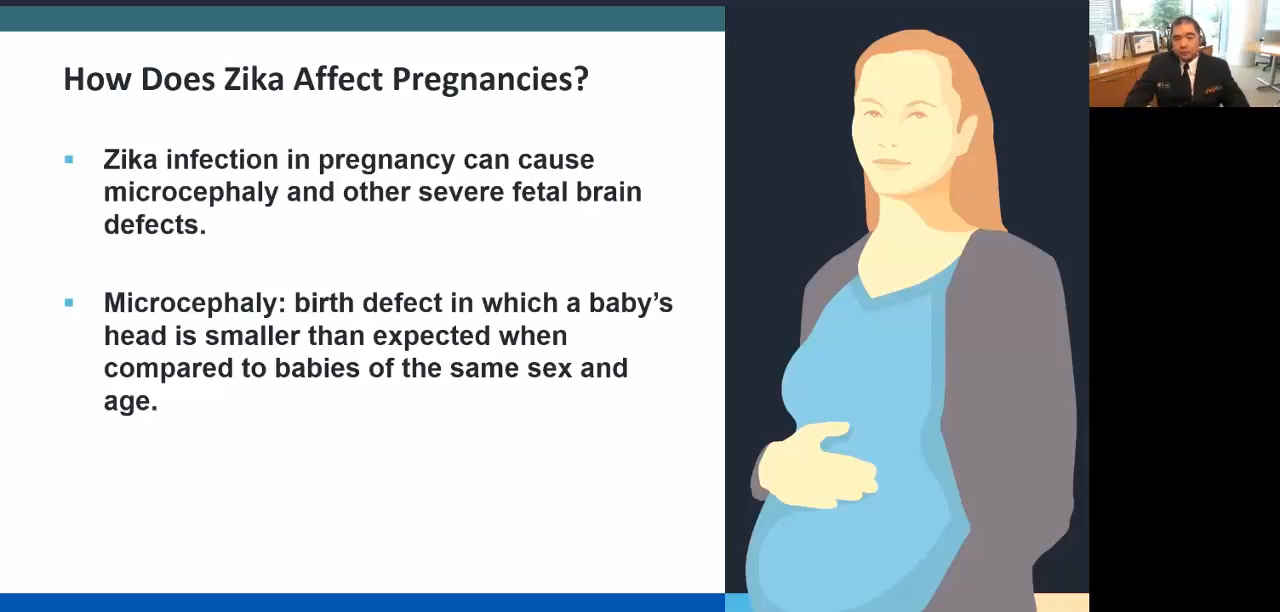 How Does Zika Affect Pregnancies?
Zika infection in pregnancy can cause
microcephaly and other severe fetal brain
defects.
Microcephaly: birth defect in which a baby’s
head is smaller than expected when
compared to babies of the same sex and
age.